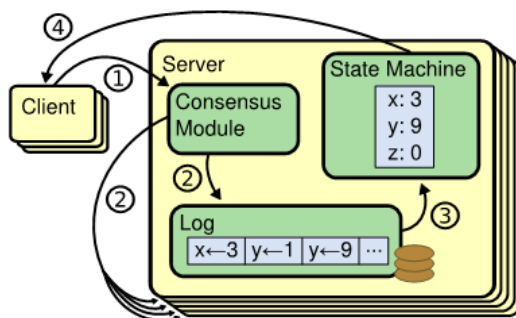 ④
Server
State Machine
①
x: 3
y: 9
z: 0
Client
Consensus
Module
②
②
③
Log
x←3 y←1 y←9 ···